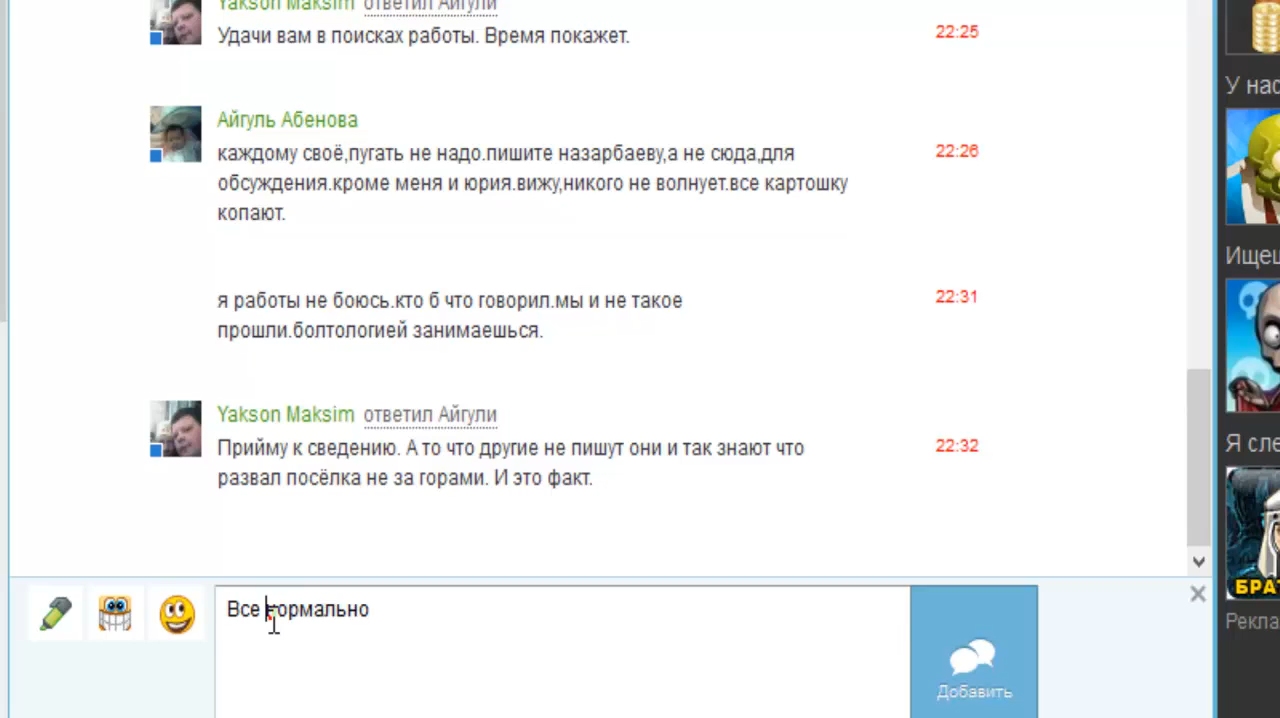 Yakson Maksim ответил Айгули
Удачи вам в поисках работы. Время покажет.
22:25
Айгуль Абенова
каждому своё,пугать не надо.пишите назарбаеву,а не сюда,для
22:26
обсуждения.кроме меня и юрия.вижу,никого не волнует.все картошку
копают.
я работы не боюсь.кто б что говорил.мы и не такое
22:31
прошли.болтологией занимаешься.
Yakson Maksim ответил Айгули
Прийму к сведению. А то что другие не пишут они и так знают что
22:32
развал посёлка не за горами. И это факт.
Все нормально
Добавить
У нас
Ищеш
Я сле
БРАТ
Рекла